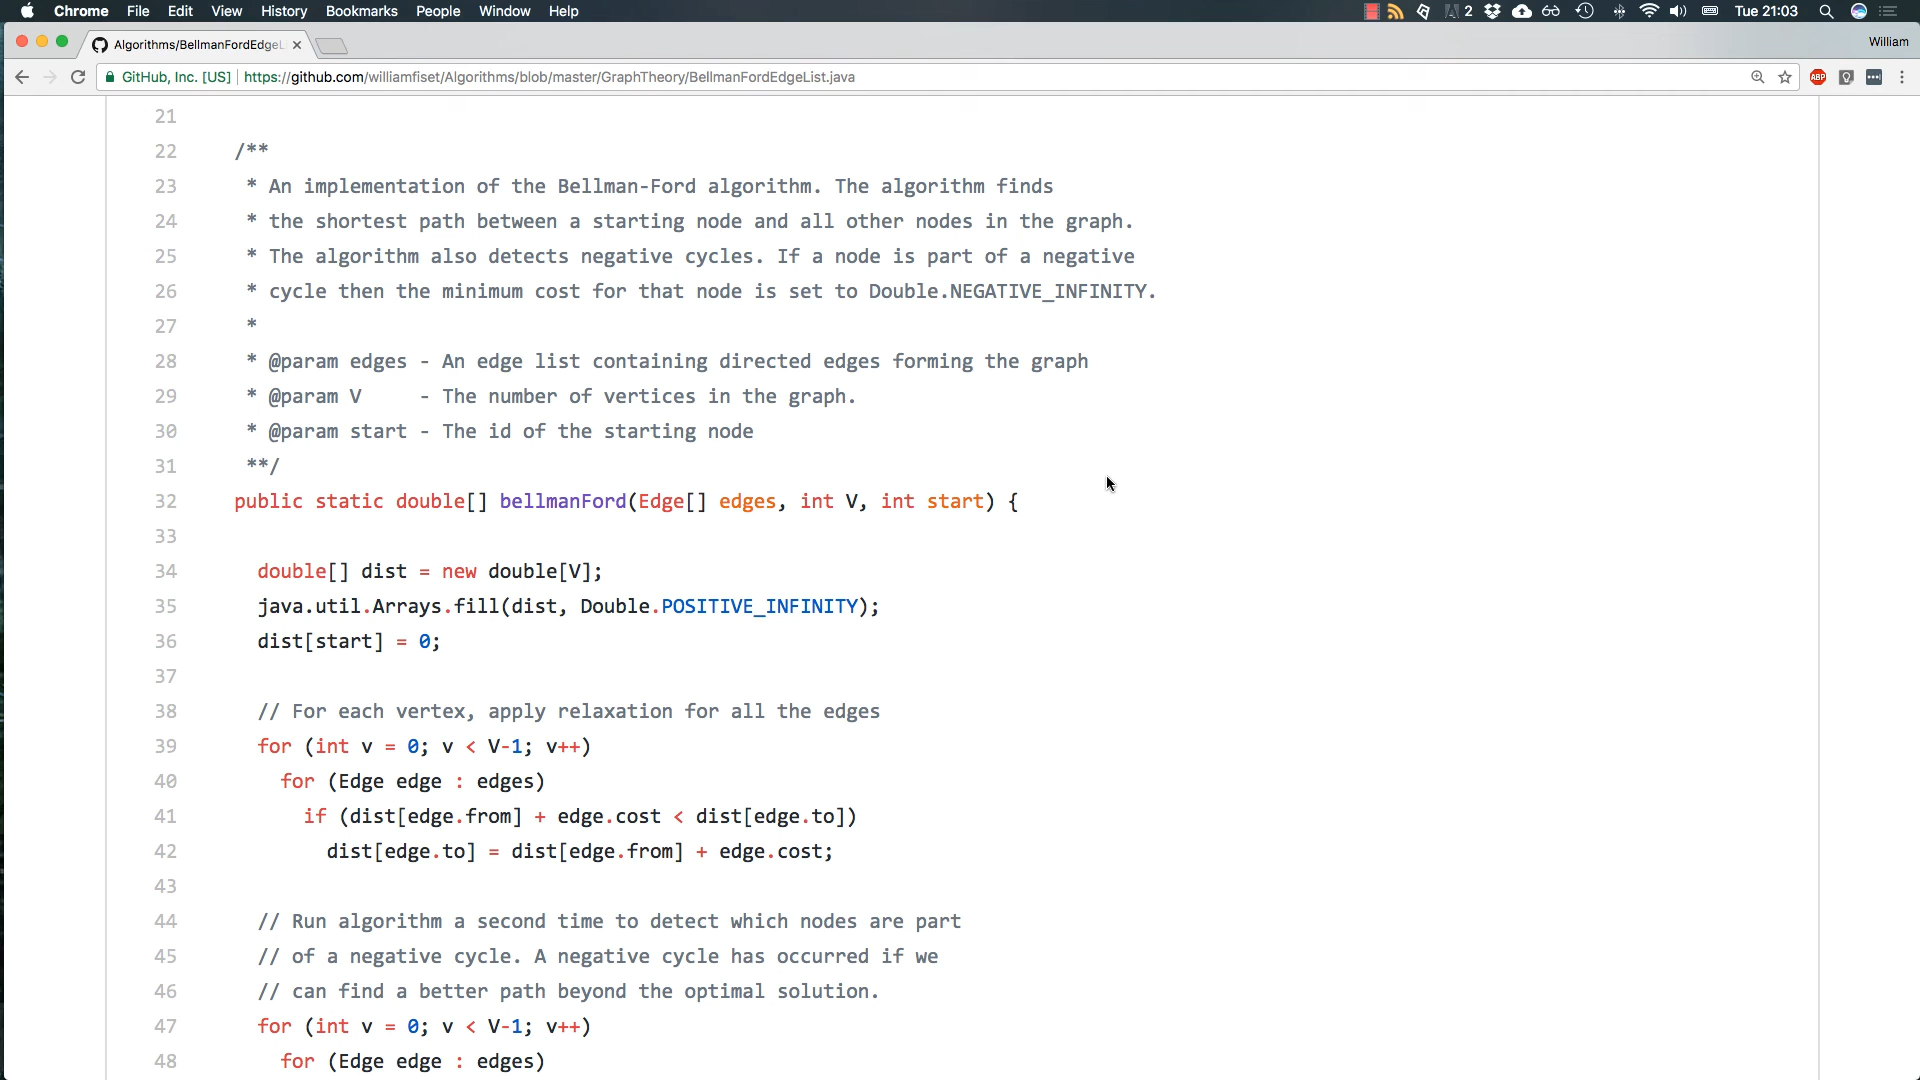 Chrome File Edit View History Bookmarks People Window Help 2 Tue 21:03
Algorithms/BellmanFordEdgeL William
GitHub, Inc. [US] https://github.com/williamfiset/Algorithms/blob/master/GraphTheory/BellmanFordEdgeList.java ABP
21
22 /**
23 * An implementation of the Bellman-Ford algorithm. The algorithm finds
24 * the shortest path between a starting node and all other nodes in the graph.
25 * The algorithm also detects negative cycles. If a node is part of a negative
26 * cycle then the minimum cost for that node is set to Double.NEGATIVE_INFINITY.
27 *
28 * @param edges - An edge list containing directed edges forming the graph
29 * @param V     - The number of vertices in the graph.
30 * @param start - The id of the starting node
31 **/
32 public static double[] bellmanFord(Edge[] edges, int V, int start) {
33
34 double[] dist = new double[V];
35 java.util.Arrays.fill(dist, Double.POSITIVE_INFINITY);
36 dist[start] = 0;
37
38 // For each vertex, apply relaxation for all the edges
39 for (int v = 0; v < V-1; v++)
40 for (Edge edge : edges)
41 if (dist[edge.from] + edge.cost < dist[edge.to])
42 dist[edge.to] = dist[edge.from] + edge.cost;
43
44 // Run algorithm a second time to detect which nodes are part
45 // of a negative cycle. A negative cycle has occurred if we
46 // can find a better path beyond the optimal solution.
47 for (int v = 0; v < V-1; v++)
48 for (Edge edge : edges)